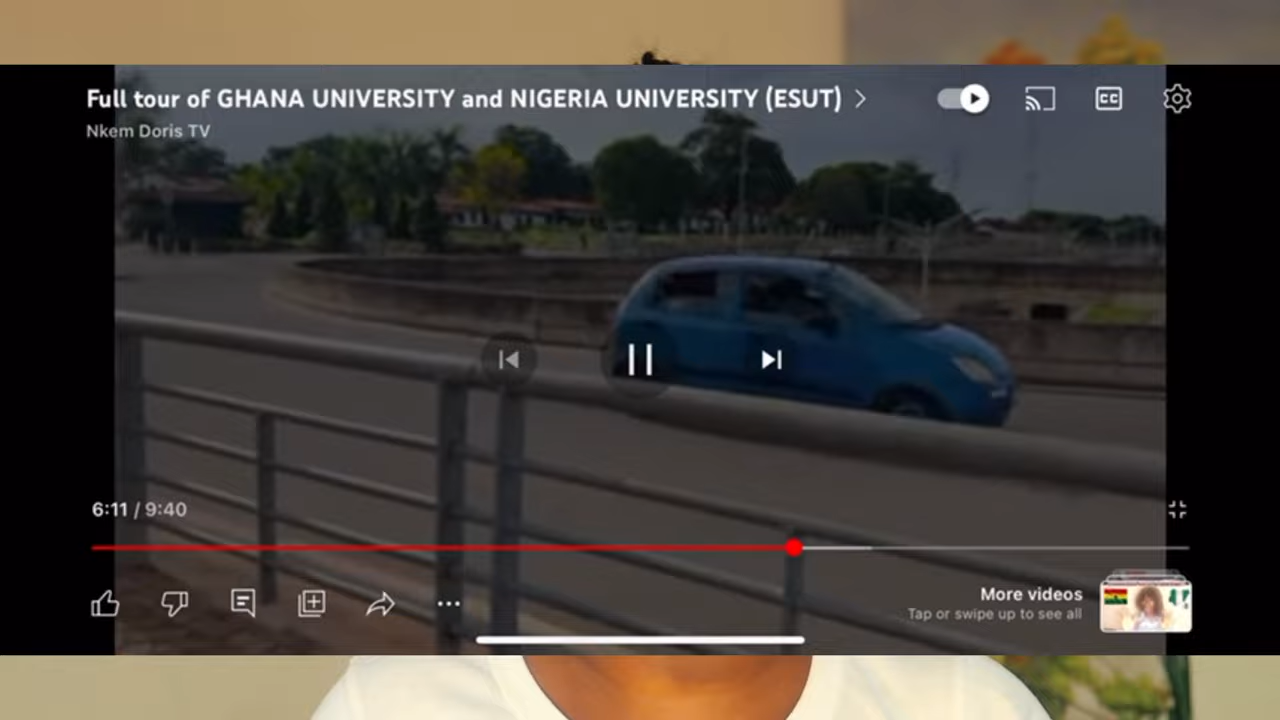 Full tour of GHANA UNIVERSITY and NIGERIA UNIVERSITY (ESUT)
Nkem Doris TV
CC
6:11 / 9:40
More videos
Tap or swipe up to see all